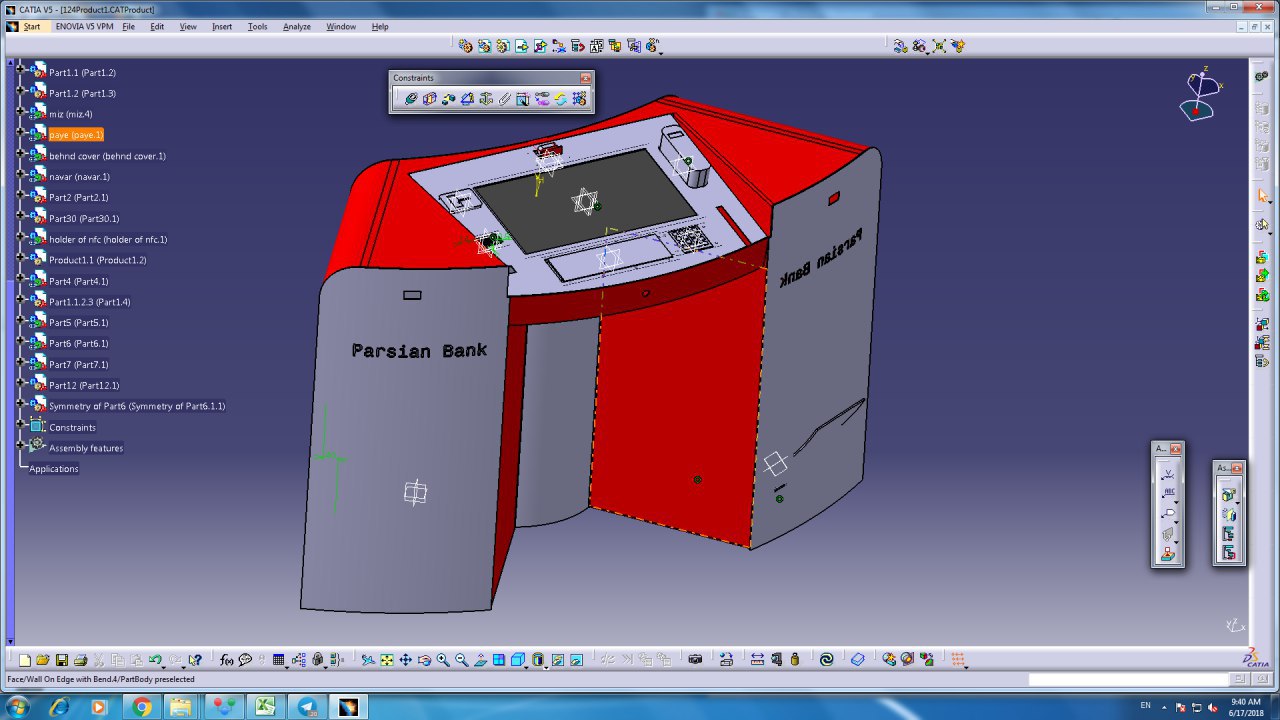 CATIA V5 - [124Product1.CATProduct]
Start ENOVIA V5 VPM File Edit View Insert Tools Analyze Window Help
Constraints
Part1.1 (Part1.2)
Part1.2 (Part1.3)
miz (miz.4)
paye (paye.1)
behnd cover (behnd cover.1)
navar (navar.1)
Part2 (Part2.1)
Part30 (Part30.1)
holder of nfc (holder of nfc.1)
Product1.1 (Product1.2)
Part4 (Part4.1)
Part1.1.2.3 (Part1.4)
Part5 (Part5.1)
Part6 (Part6.1)
Part7 (Part7.1)
Part12 (Part12.1)
Symmetry of Part6 (Symmetry of Part6.1.1)
Constraints
Assembly features
Applications
Parsian Bank
Parsian Bank
z
x
A...
As...
ABC
f(x)
CATIA
Face/Wall On Edge with Bend.4/PartBody preselected
20
EN
9:40 AM
6/17/2018